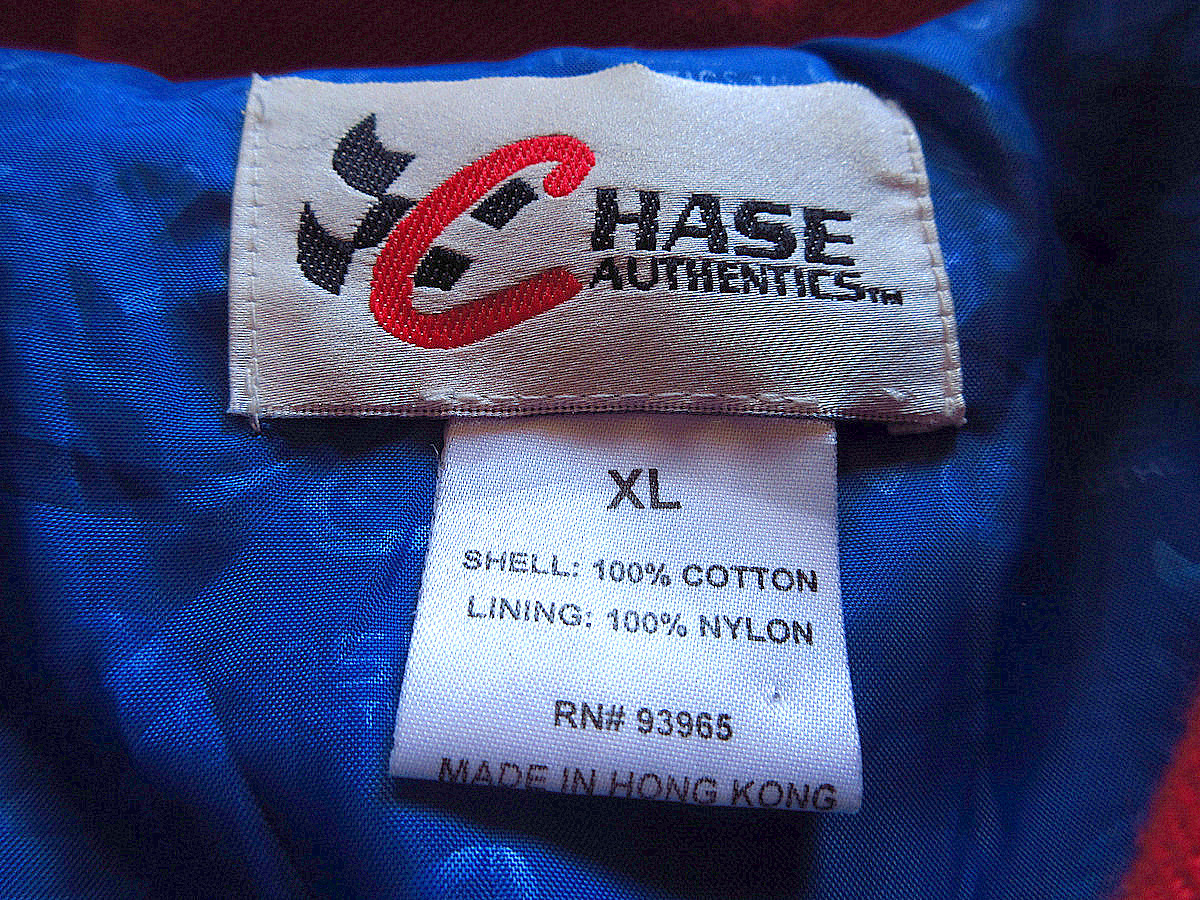 CHASE
AUTHENTICS™
XL
SHELL: 100% COTTON
LINING: 100% NYLON
RN# 93965
MADE IN HONG KONG